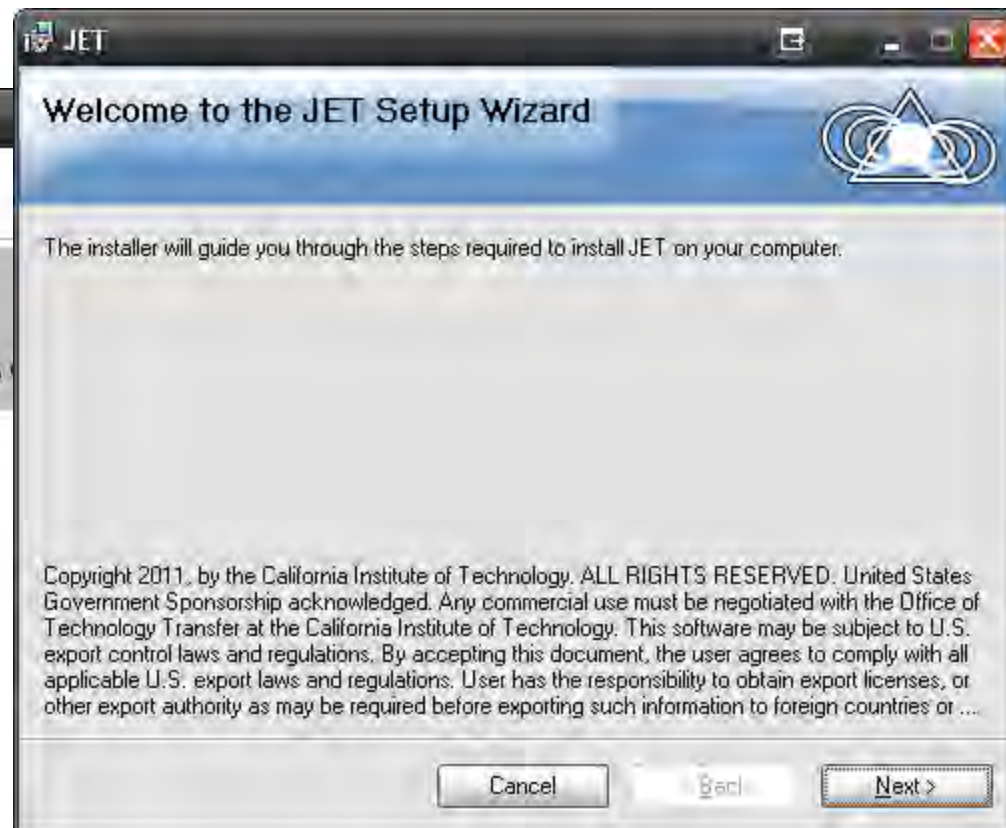 JET
Welcome to the JET Setup Wizard
The installer will guide you through the steps required to install JET on your computer.
Copyright 2011, by the California Institute of Technology. ALL RIGHTS RESERVED. United States
Government Sponsorship acknowledged. Any commercial use must be negotiated with the Office of
Technology Transfer at the California Institute of Technology. This software may be subject to U.S.
export control laws and regulations. By accepting this document, the user agrees to comply with all
applicable U.S. export laws and regulations. User has the responsibility to obtain export licenses, or
other export authority as may be required before exporting such information to foreign countries or ....
Cancel Back Next >